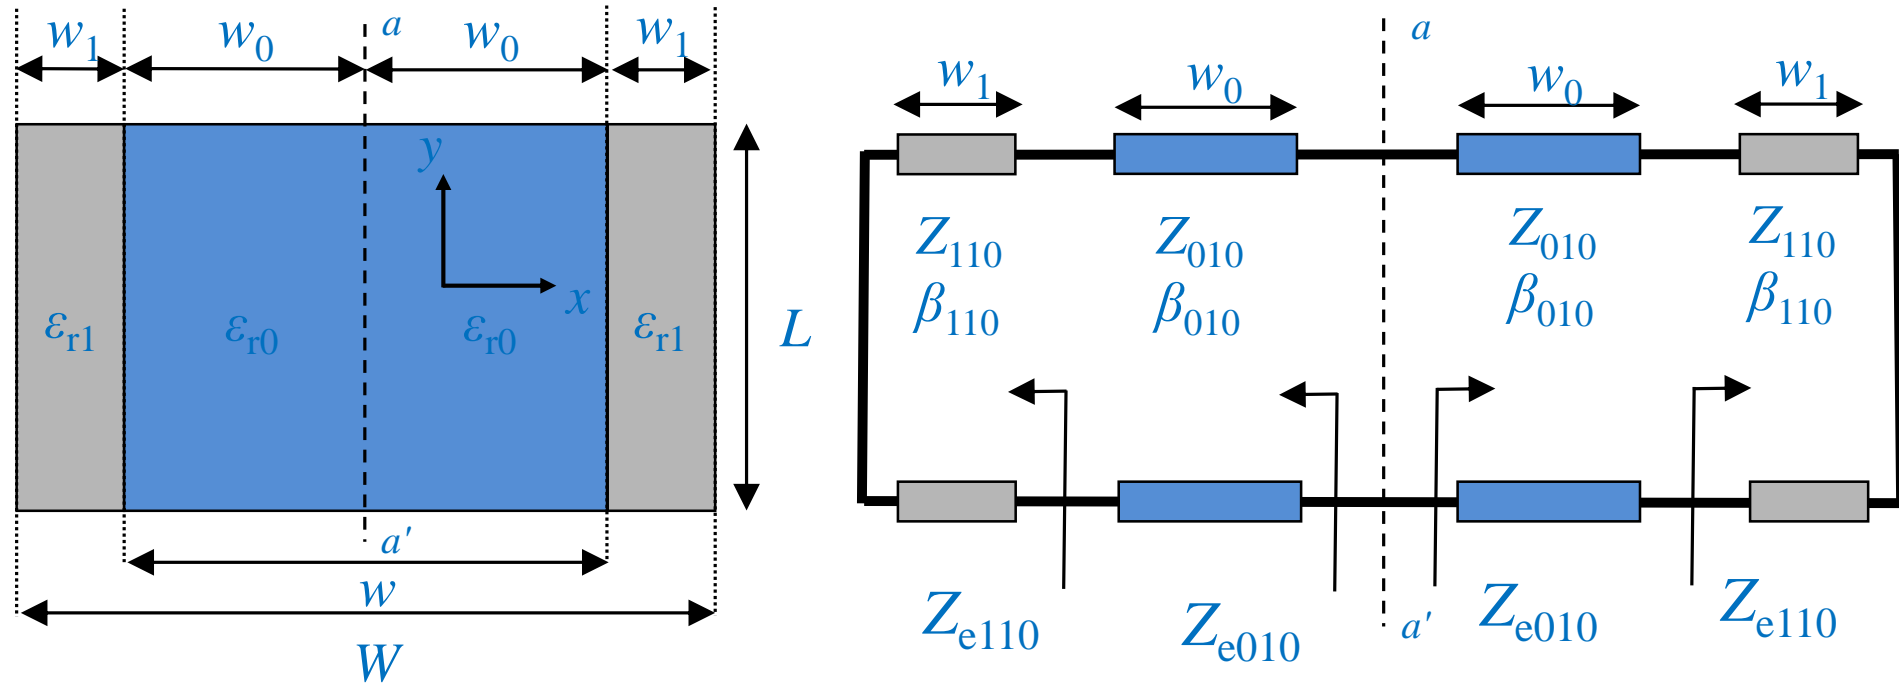 w₁ w₀ a w₀ w₁
y
x
εr1 εr0 εr0 εr1
L
a'
w
W
a
w₁ w₀ w₀ w₁
Z₁₁₀ Z₀₁₀ Z₀₁₀ Z₁₁₀
β₁₁₀ β₀₁₀ β₀₁₀ β₁₁₀
Ze110 Ze010 a' Ze010 Ze110